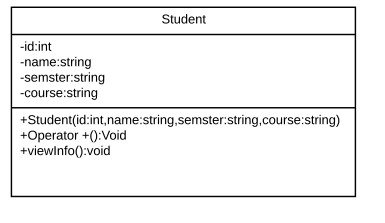 Student
-id:int
-name:string
-semster:string
-course:string
+Student(id:int,name:string,semster:string,course:string)
+Operator +():Void
+viewInfo():void